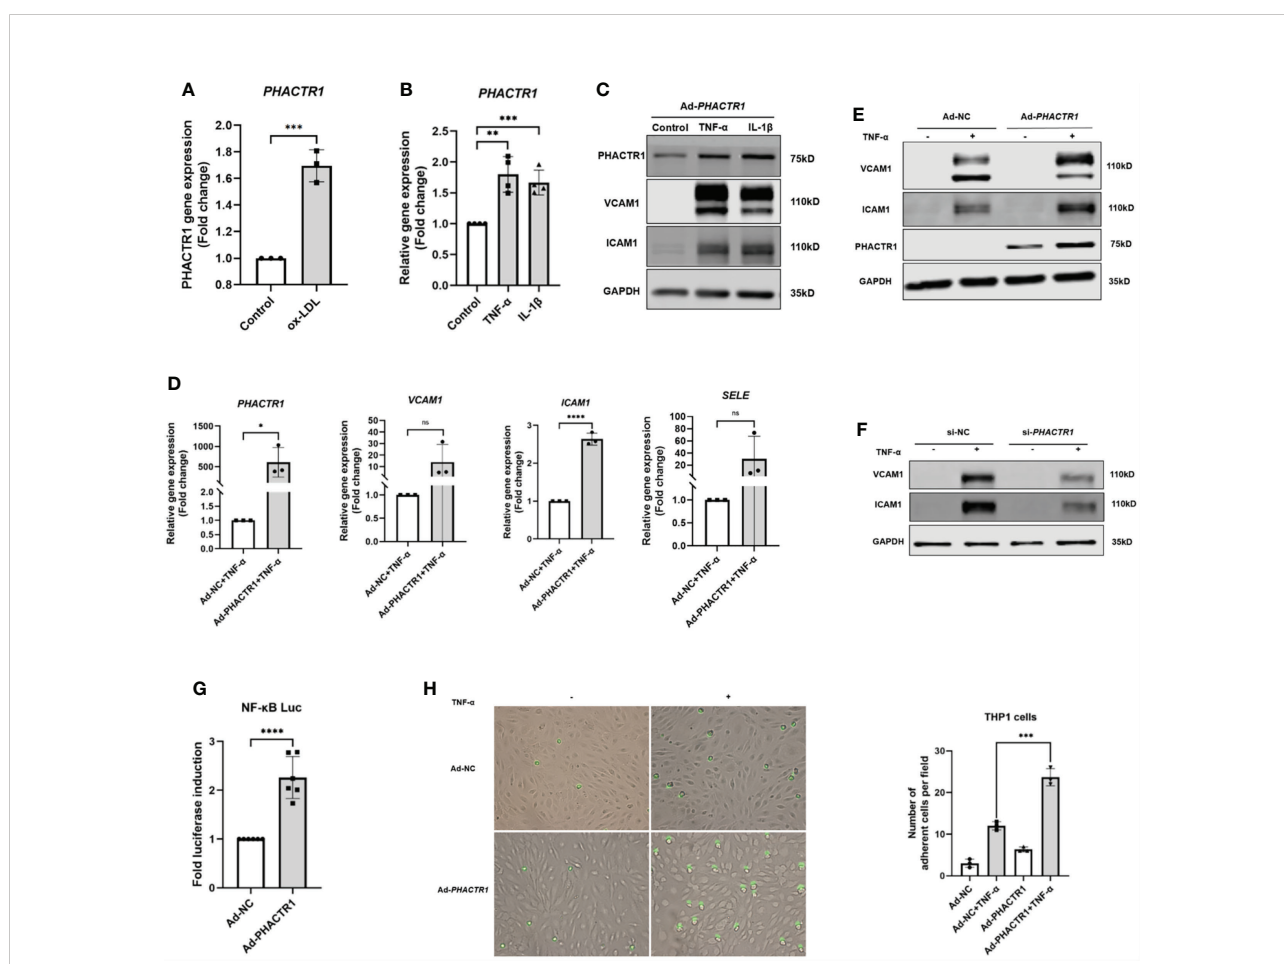 A
PHACTR1
***
PHACTR1 gene expression
(Fold change)
2.0
1.8
1.6
1.4
1.2
1.0
0.8
Control
ox-LDL
B
PHACTR1
***
**
Relative gene expression
(Fold change)
2.5
2.0
1.5
1.0
0.5
0.0
Control
TNF-α
IL-1β
C
Ad-PHACTR1
Control TNF-α IL-1β
PHACTR1 75kD
VCAM1 110kD
ICAM1 110kD
GAPDH 35kD
E
Ad-NC Ad-PHACTR1
TNF-α - + - +
VCAM1 110kD
ICAM1 110kD
PHACTR1 75kD
GAPDH 35kD
D
PHACTR1
*
Relative gene expression
(Fold change)
1500
1000
500
2.0
1.5
1.0
0.5
0.0
Ad-NC+TNF-α
Ad-PHACTR1+TNF-α
VCAM1
ns
Relative gene expression
(Fold change)
50
40
30
20
10
0
1.0
0.5
0.0
Ad-NC+TNF-α
Ad-PHACTR1+TNF-α
ICAM1
****
Relative gene expression
(Fold change)
3
2
1
0
Ad-NC+TNF-α
Ad-PHACTR1+TNF-α
SELE
ns
Relative gene expression
(Fold change)
100
80
60
40
20
1.0
0.5
0.0
Ad-NC+TNF-α
Ad-PHACTR1+TNF-α
F
si-NC si-PHACTR1
TNF-α - + - +
VCAM1 110kD
ICAM1 110kD
GAPDH 35kD
G
NF-κB Luc
****
Fold luciferase induction
3
2
1
0
Ad-NC
Ad-PHACTR1
H
TNF-α - +
Ad-NC
Ad-PHACTR1
THP1 cells
***
Number of
adherent cells per field
30
20
10
0
Ad-NC
Ad-NC+TNF-α
Ad-PHACTR1
Ad-PHACTR1+TNF-α